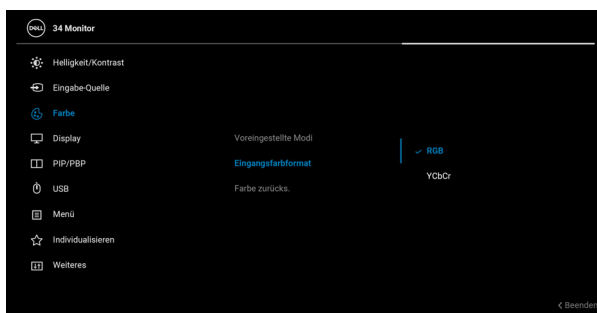 DELL
34 Monitor
Helligkeit/Kontrast
Eingabe-Quelle
Farbe
Display
PIP/PBP
USB
Menü
Individualisieren
Weiteres
Voreingestellte Modi
Eingangsfarbformat
Farbe zurücks.
RGB
YCbCr
Beenden